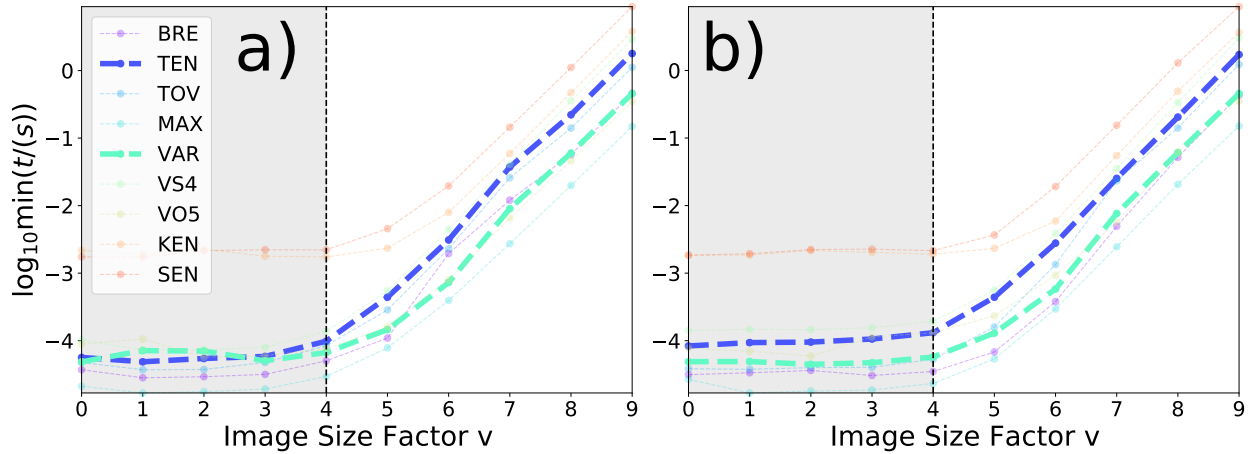 a)
BRE
TEN
TOV
MAX
VAR
VS4
VO5
KEN
SEN
0
−1
−2
−3
−4
log₁₀min(t/(s))
0 1 2 3 4 5 6 7 8 9
Image Size Factor v
b)
0
−1
−2
−3
−4
0 1 2 3 4 5 6 7 8 9
Image Size Factor v